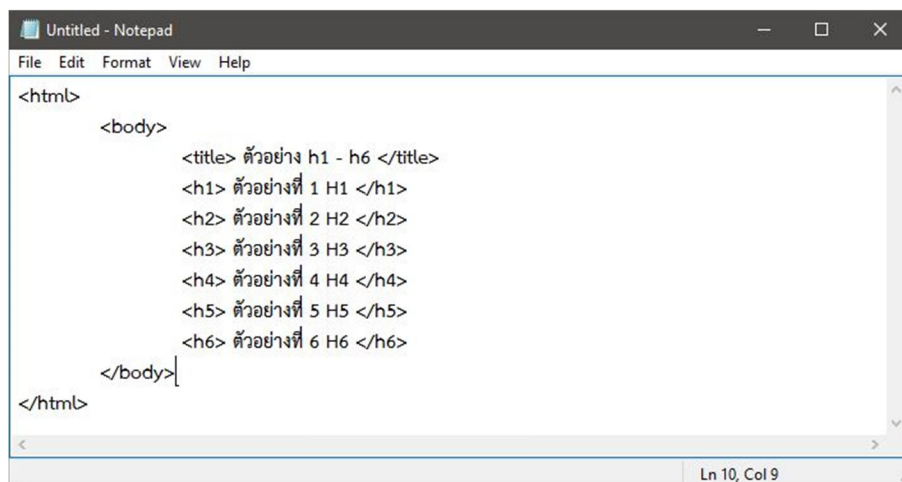 Untitled - Notepad
File Edit Format View Help
<html>
<body>
<title> ตัวอย่าง h1 - h6 </title>
<h1> ตัวอย่างที่ 1 H1 </h1>
<h2> ตัวอย่างที่ 2 H2 </h2>
<h3> ตัวอย่างที่ 3 H3 </h3>
<h4> ตัวอย่างที่ 4 H4 </h4>
<h5> ตัวอย่างที่ 5 H5 </h5>
<h6> ตัวอย่างที่ 6 H6 </h6>
</body>
</html>
Ln 10, Col 9